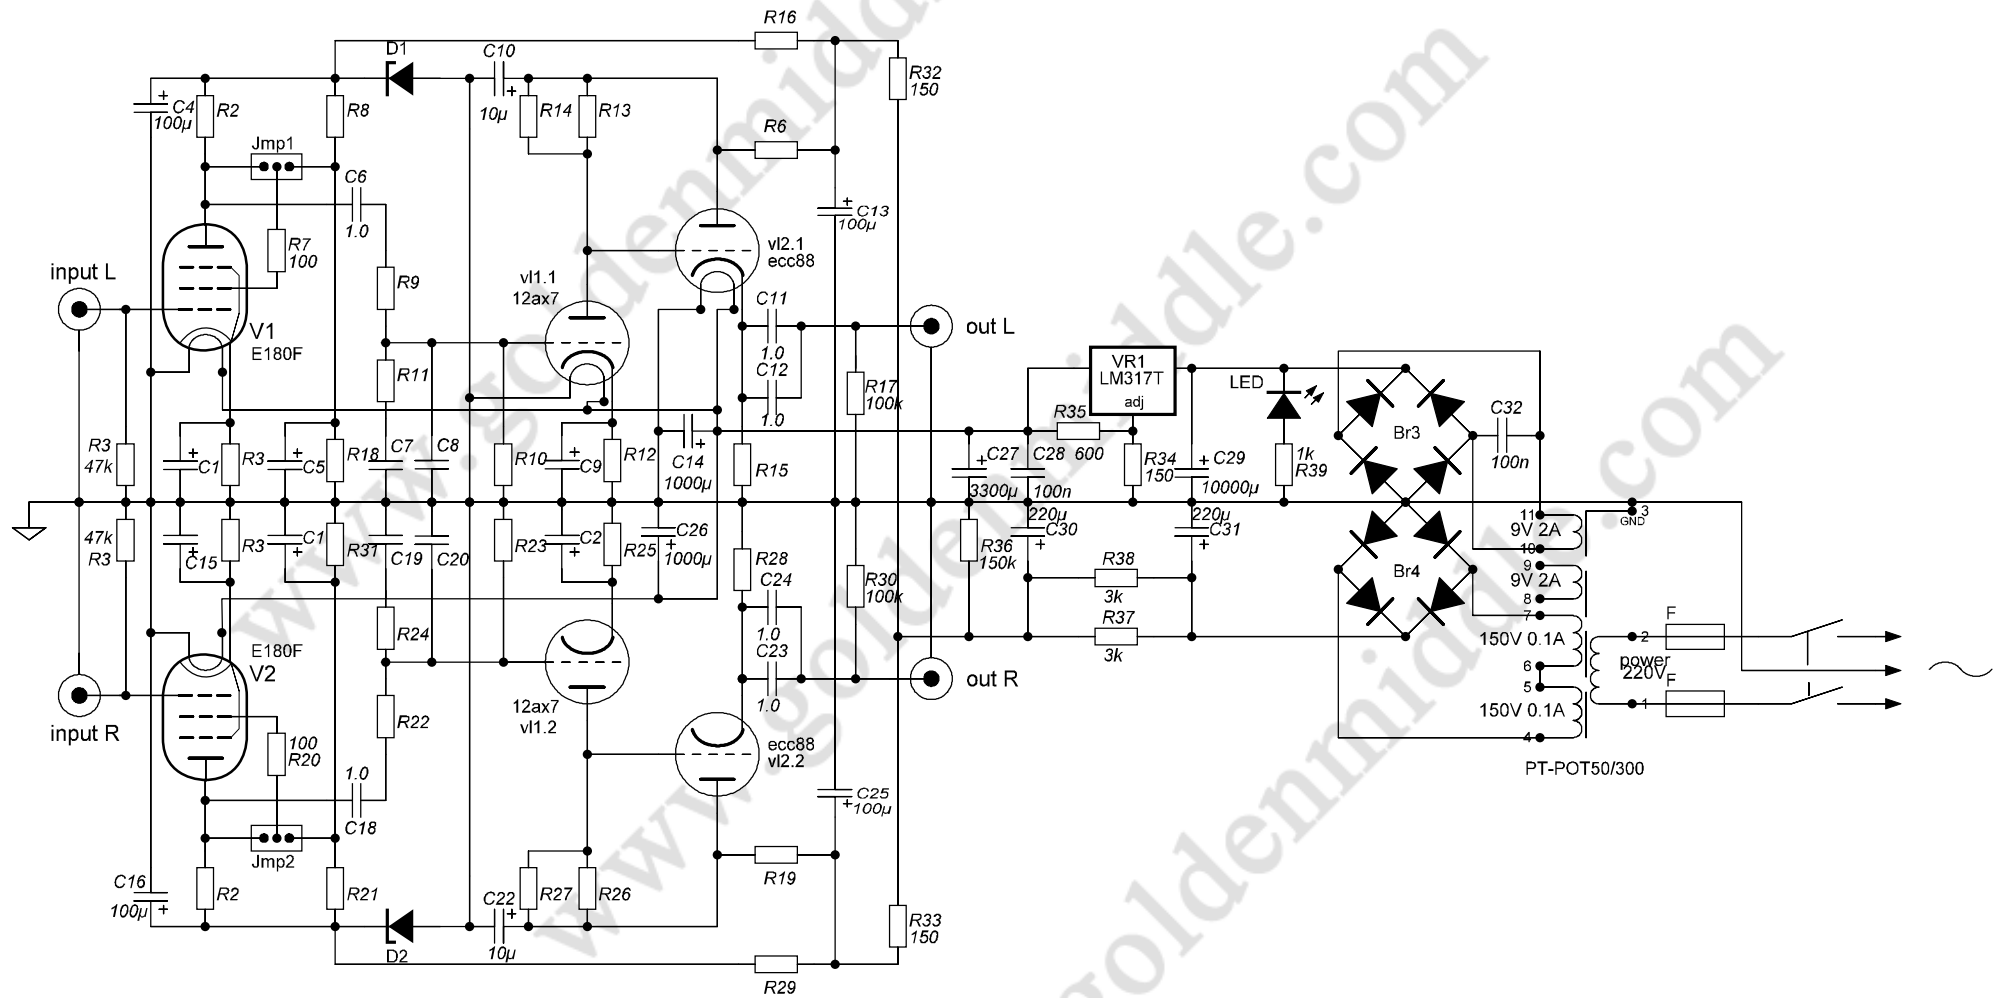 R16
D1
C10
R32
150
C4
100µ
R2
R8
10µ
R14
R13
R6
Jmp1
C6
1.0
C13
100µ
R7
100
vl2.1
ecc88
input L
R9
vl1.1
12ax7
C11
1.0
out L
V1
E180F
R11
C12
1.0
R17
100k
VR1
LM317T
adj
LED
R35
600
Br3
C32
100n
R3
47k
C1
R3
C5
R18
C7
C8
R10
C9
R12
C14
1000µ
R15
C27
3300µ
C28
100n
R34
150
C29
10000µ
1k
R39
47k
R3
C15
R3
C1
R31
C19
C20
R23
C2
R25
C26
1000µ
R28
R30
100k
R36
150k
220µ
C30
220µ
C31
R38
3k
R37
3k
Br4
11
9V 2A
10
3
GND
9
9V 2A
8
7
150V 0.1A
6
5
150V 0.1A
4
2
power
220V
1
F
F
PT-POT50/300
C24
1.0
C23
1.0
R24
R22
E180F
V2
input R
100
R20
1.0
C18
12ax7
vl1.2
ecc88
vl2.2
out R
C25
100µ
Jmp2
C16
100µ
R2
R21
D2
C22
10µ
R27
R26
R19
R33
150
R29
www.goldenmiddle.com
www.goldenmiddle.com
goldenmiddle.com